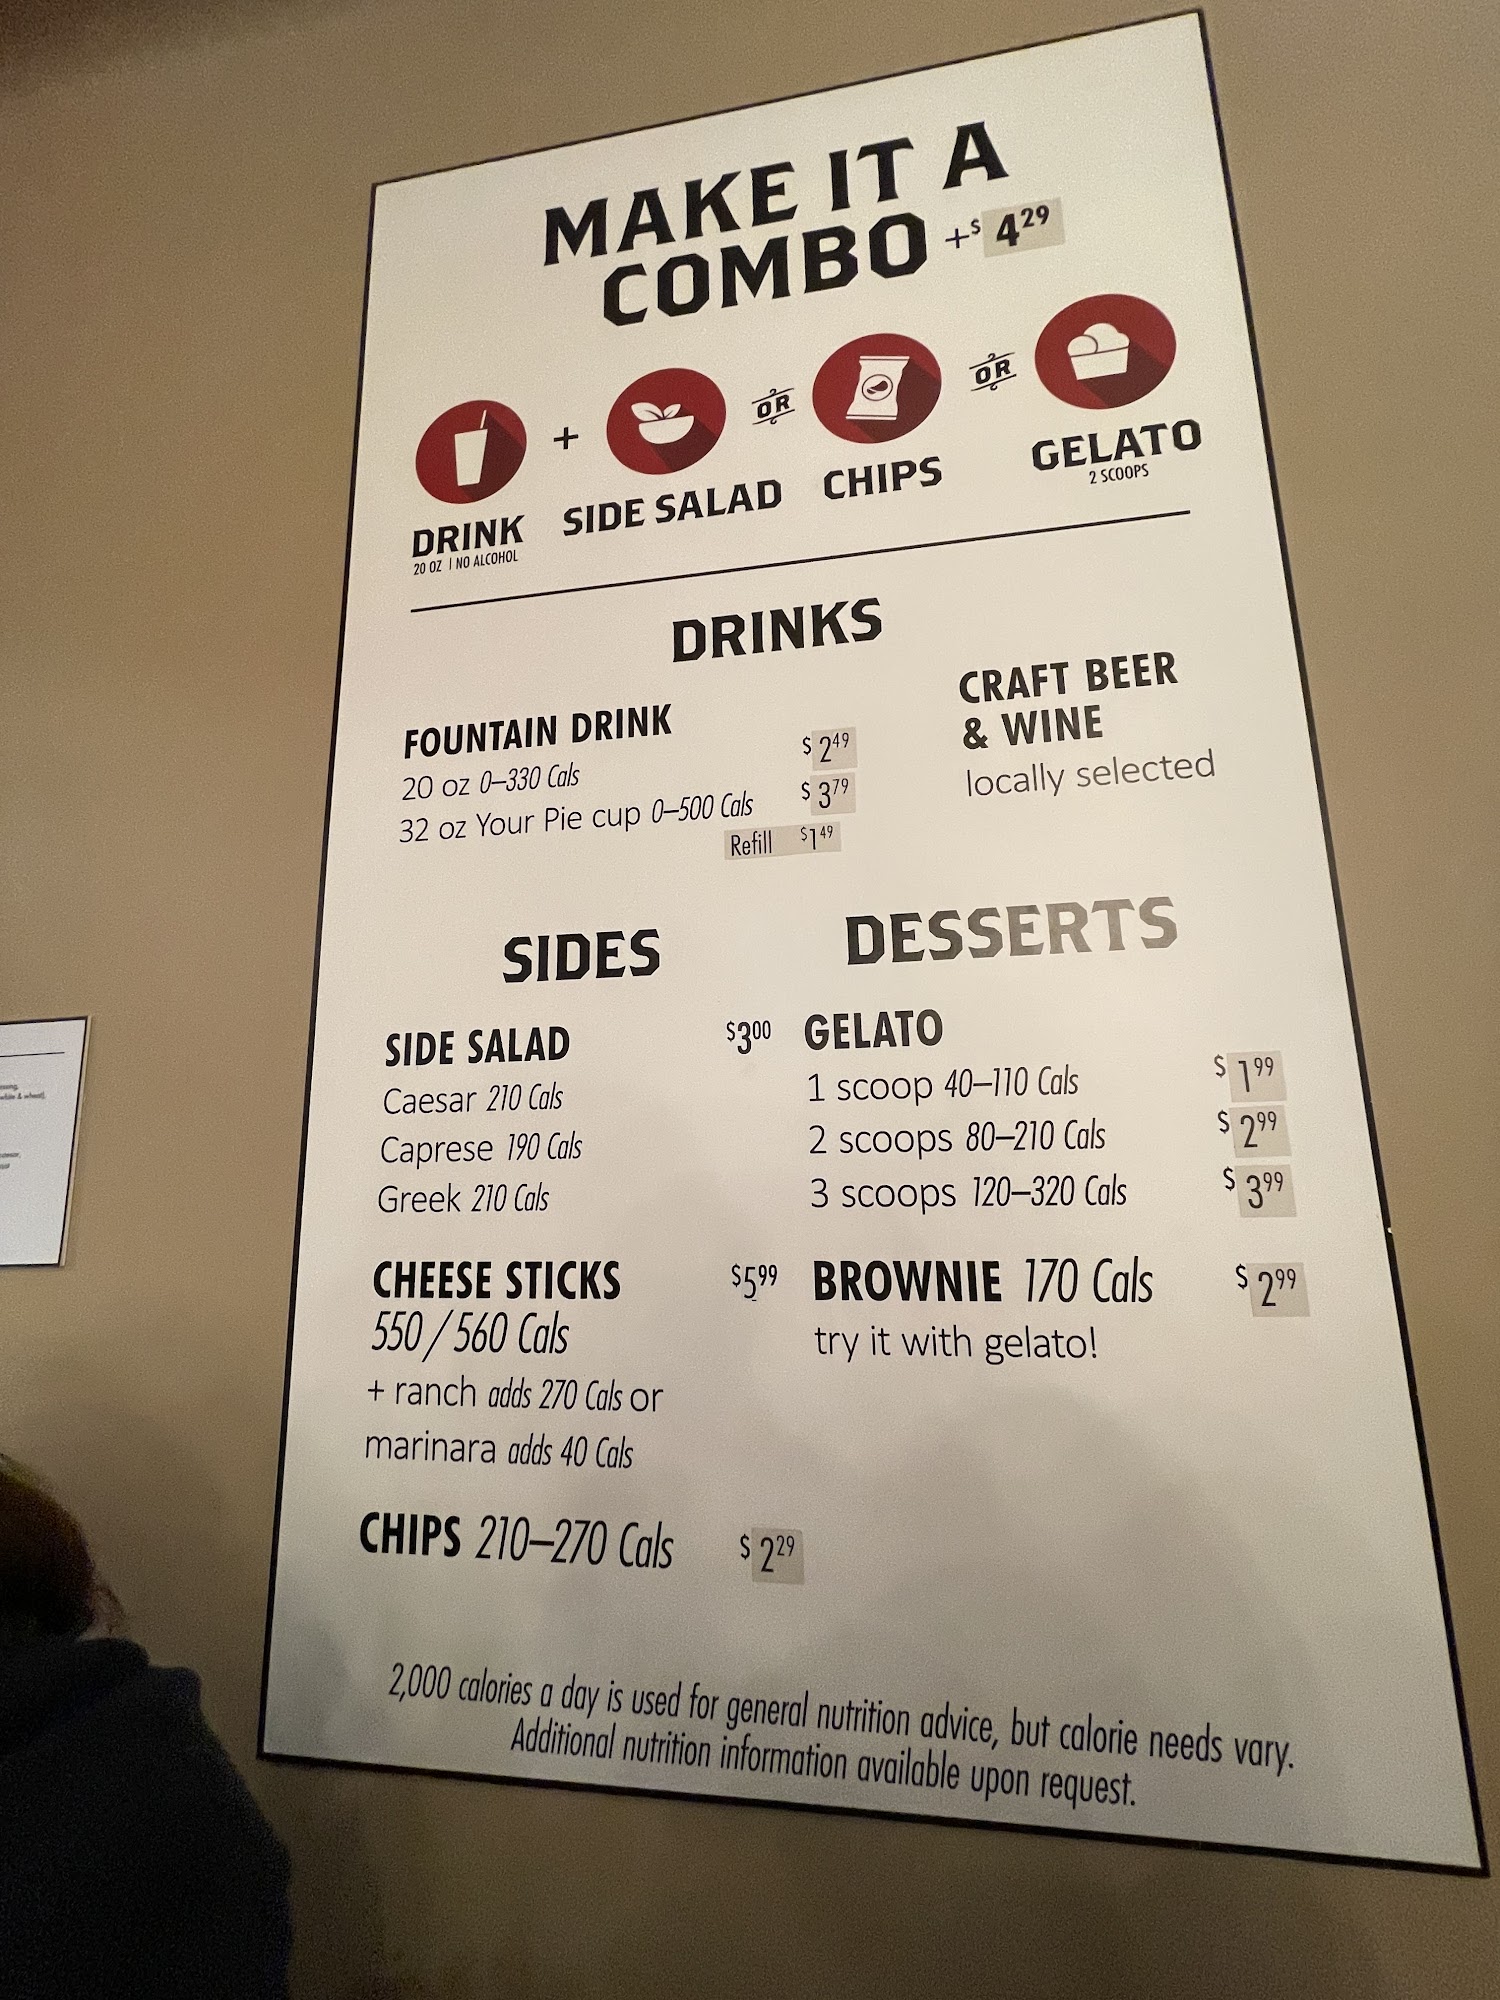 MAKE IT A
COMBO +$4.29
DRINK
20 OZ | NO ALCOHOL
+
SIDE SALAD
OR
CHIPS
OR
GELATO
2 SCOOPS
DRINKS
FOUNTAIN DRINK
20 oz 0–330 Cals $2.49
32 oz Your Pie cup 0–500 Cals $3.79
Refill $1.49
CRAFT BEER
& WINE
locally selected
SIDES
SIDE SALAD $3.00
Caesar 210 Cals
Caprese 190 Cals
Greek 210 Cals
CHEESE STICKS $5.99
550/560 Cals
+ ranch adds 270 Cals or
marinara adds 40 Cals
CHIPS 210–270 Cals $2.29
DESSERTS
GELATO
1 scoop 40–110 Cals $1.99
2 scoops 80–210 Cals $2.99
3 scoops 120–320 Cals $3.99
BROWNIE 170 Cals $2.99
try it with gelato!
2,000 calories a day is used for general nutrition advice, but calorie needs vary.
Additional nutrition information available upon request.